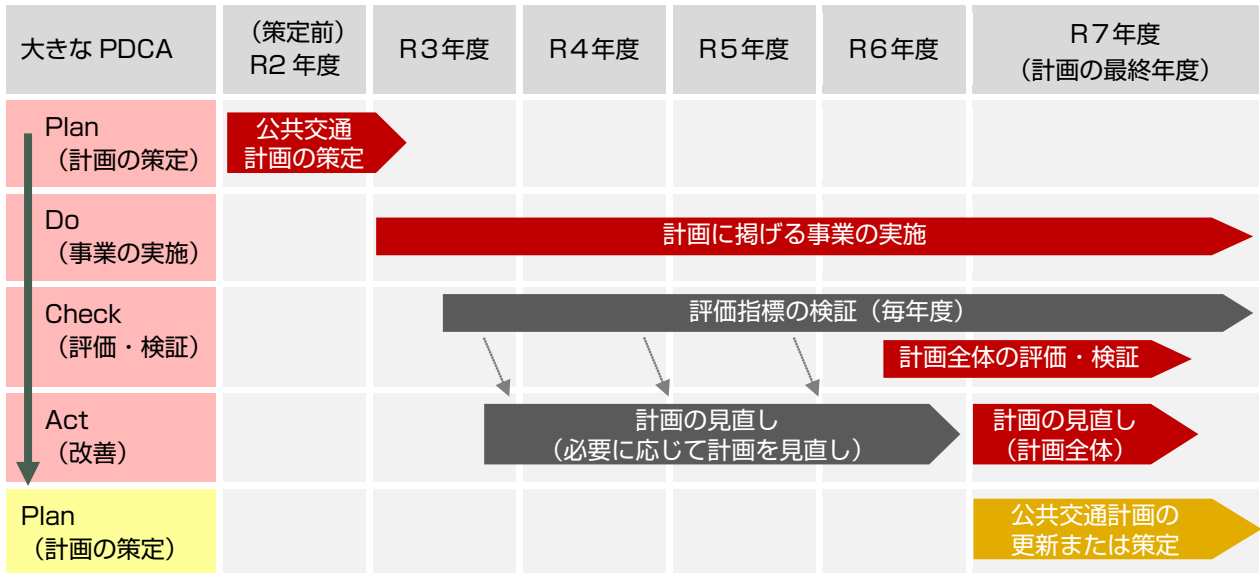 大きな PDCA
（策定前）
R2 年度
R３年度
R４年度
R５年度
R６年度
R７年度
（計画の最終年度）
Plan
（計画の策定）
公共交通
計画の策定
Do
（事業の実施）
計画に掲げる事業の実施
Check
（評価・検証）
評価指標の検証（毎年度）
計画全体の評価・検証
Act
（改善）
計画の見直し
（必要に応じて計画を見直し）
計画の見直し
（計画全体）
Plan
（計画の策定）
公共交通計画の
更新または策定